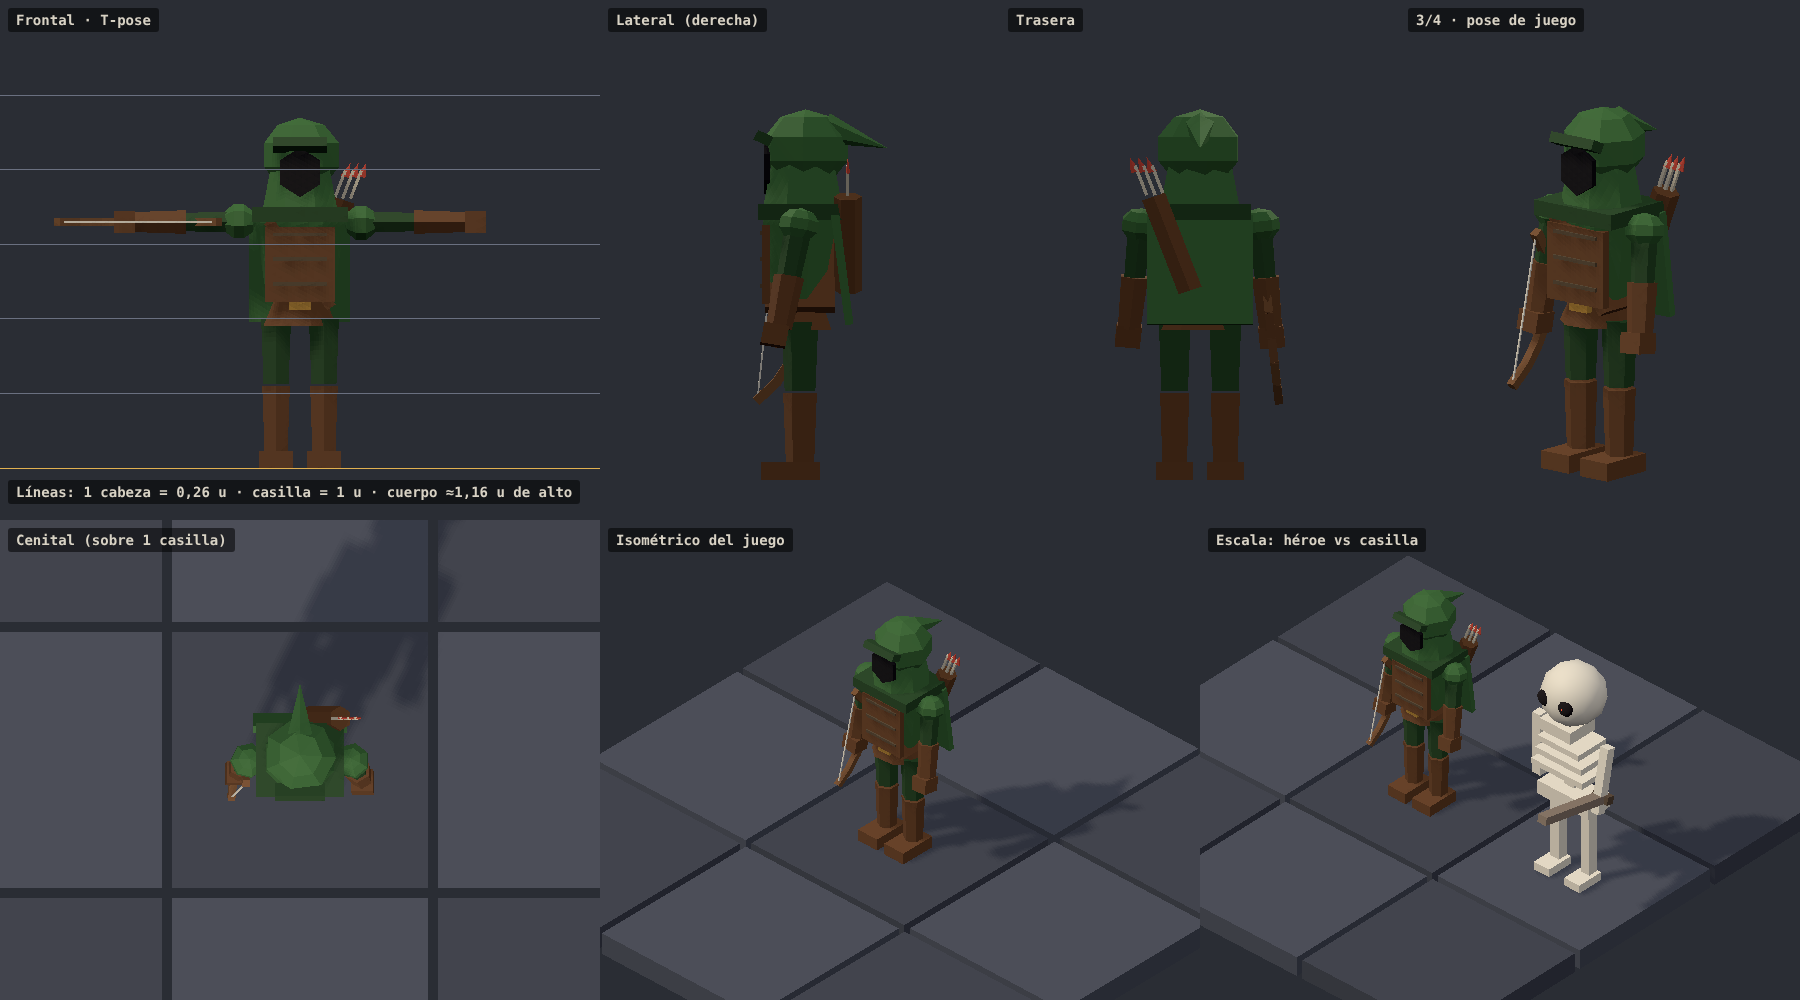 Frontal · T-pose
Lateral (derecha)
Trasera
3/4 · pose de juego
Líneas: 1 cabeza = 0,26 u · casilla = 1 u · cuerpo ≈1,16 u de alto
Cenital (sobre 1 casilla)
Isométrico del juego
Escala: héroe vs casilla